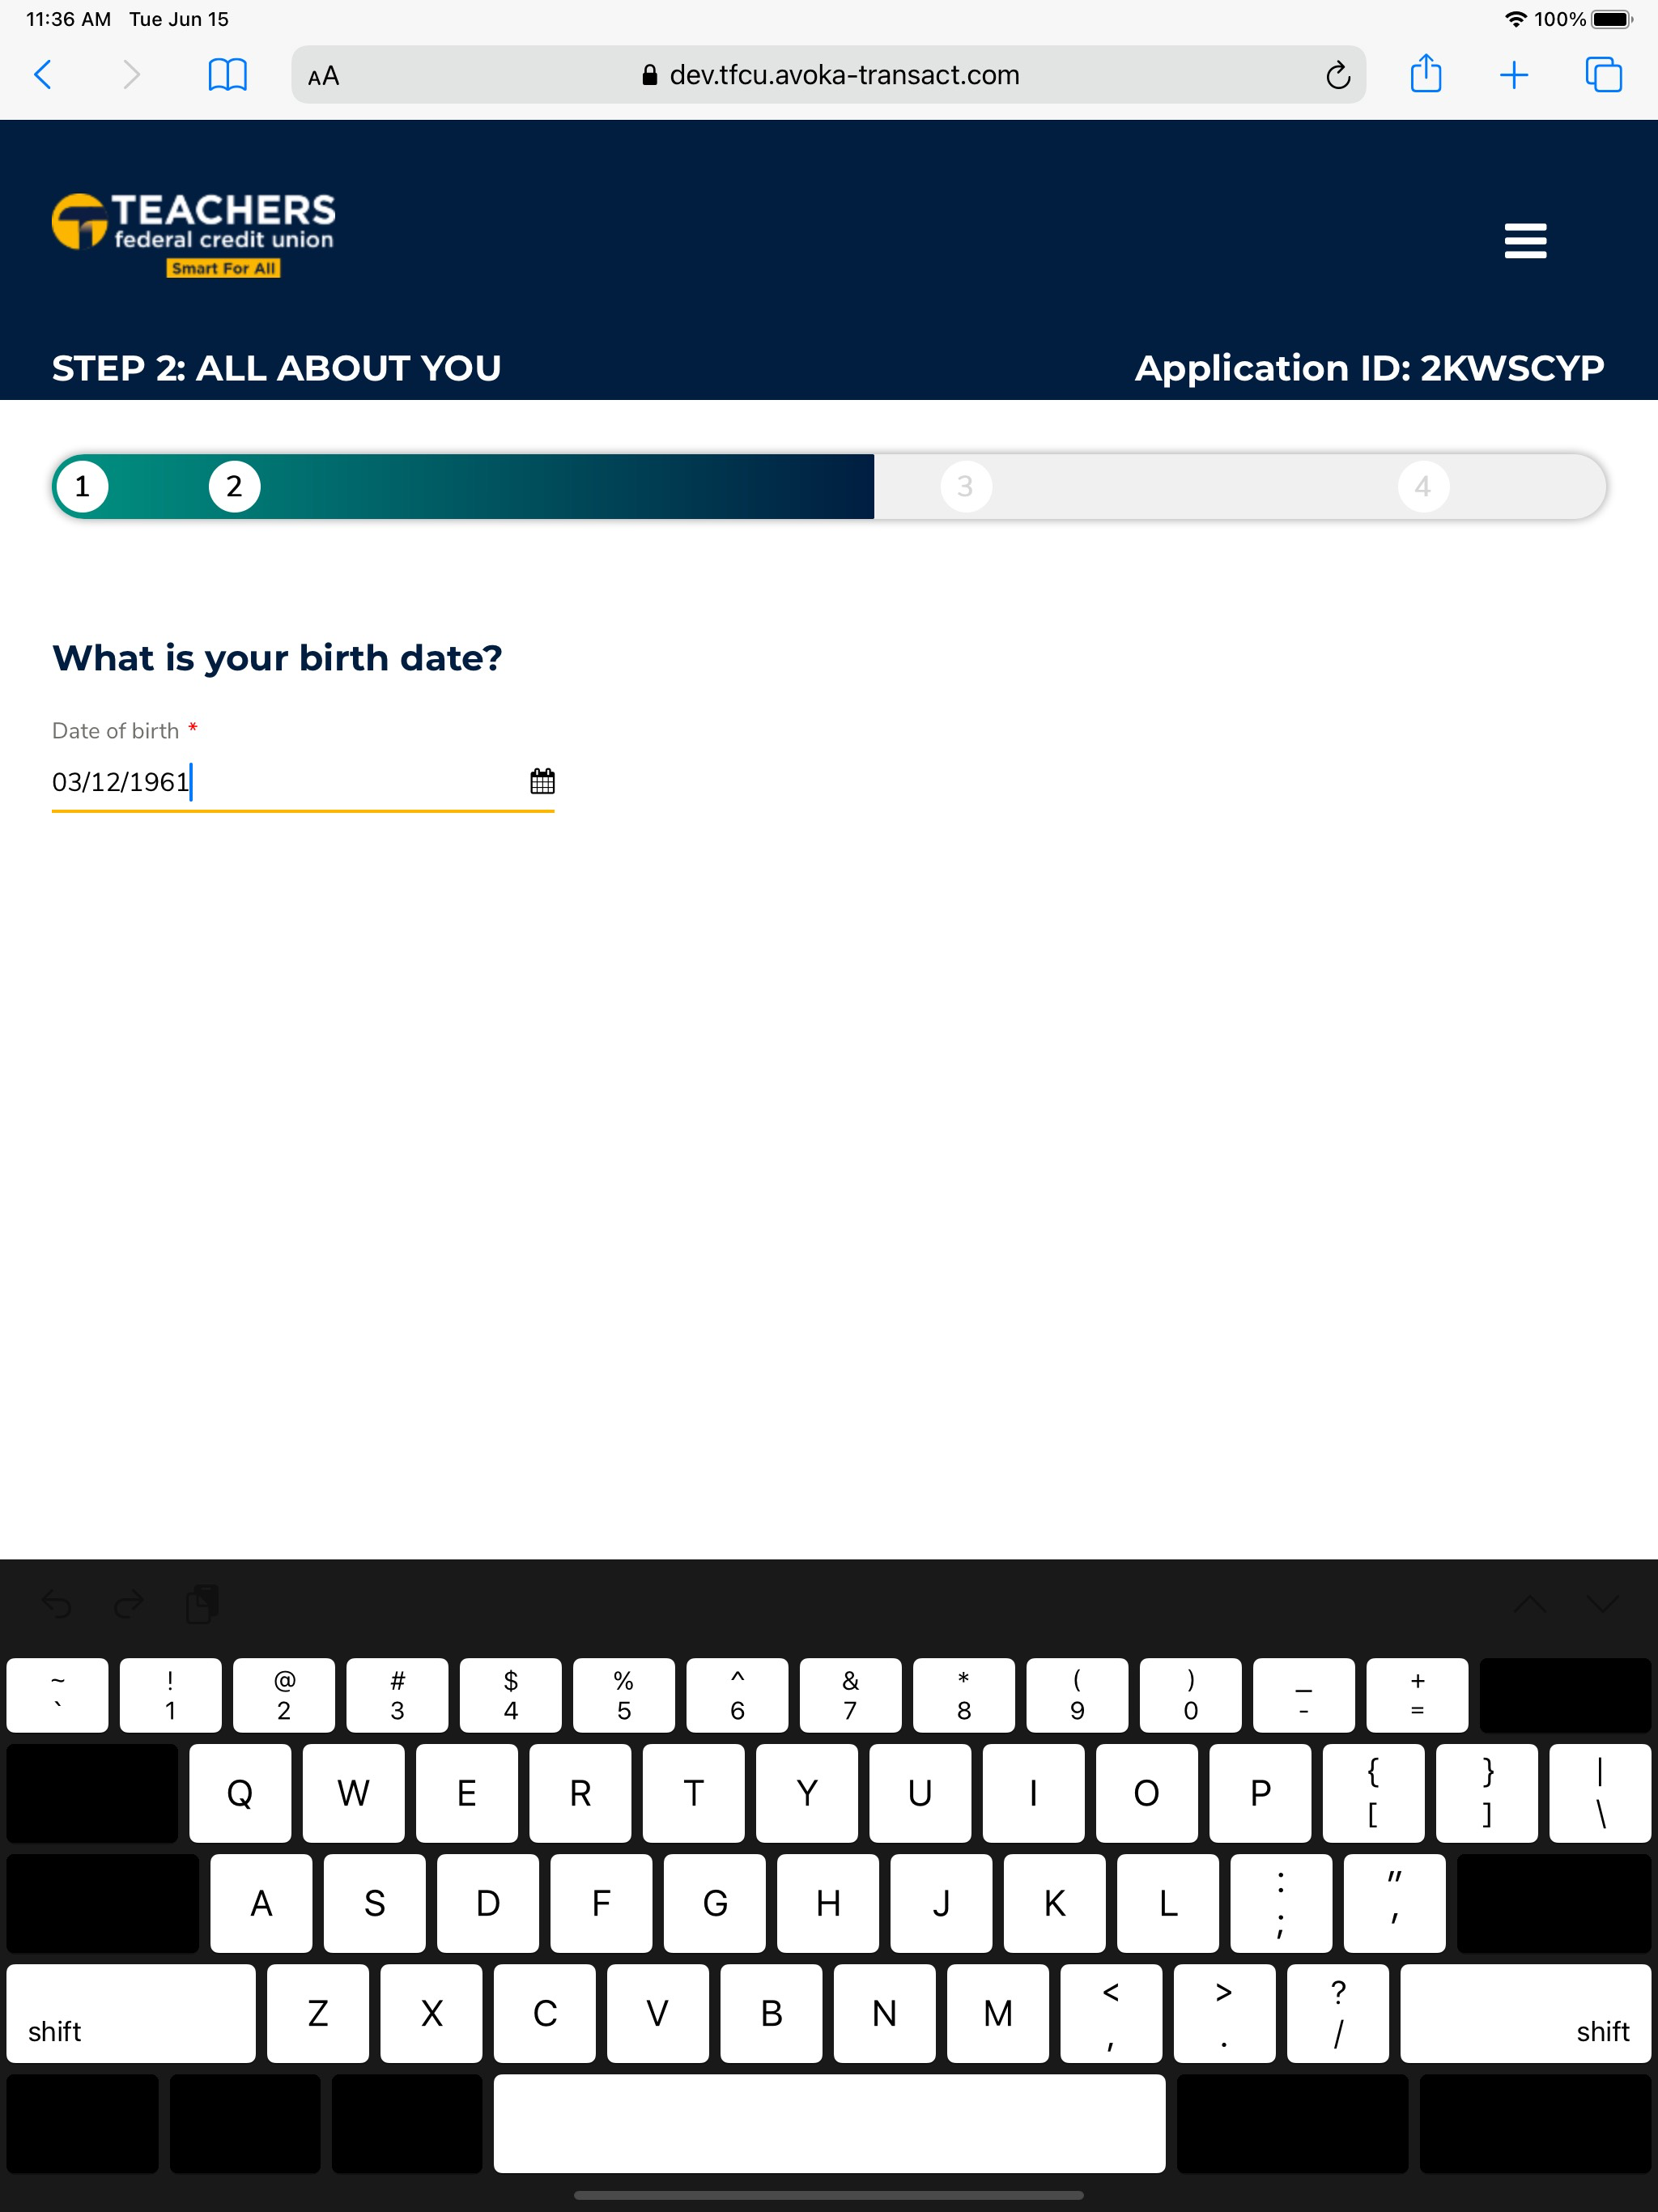 11:36 AM Tue Jun 15 100%
AA dev.tfcu.avoka-transact.com
TEACHERS
federal credit union
Smart For All
STEP 2: ALL ABOUT YOU Application ID: 2KWSCYP
1 2 3 4
What is your birth date?
Date of birth *
03/12/1961
~ ! @ # $ % ^ & * ( ) _ +
` 1 2 3 4 5 6 7 8 9 0 - =
Q W E R T Y U I O P { } |
[ ] \
A S D F G H J K L : "
; '
Z X C V B N M < > ?
shift , . / shift